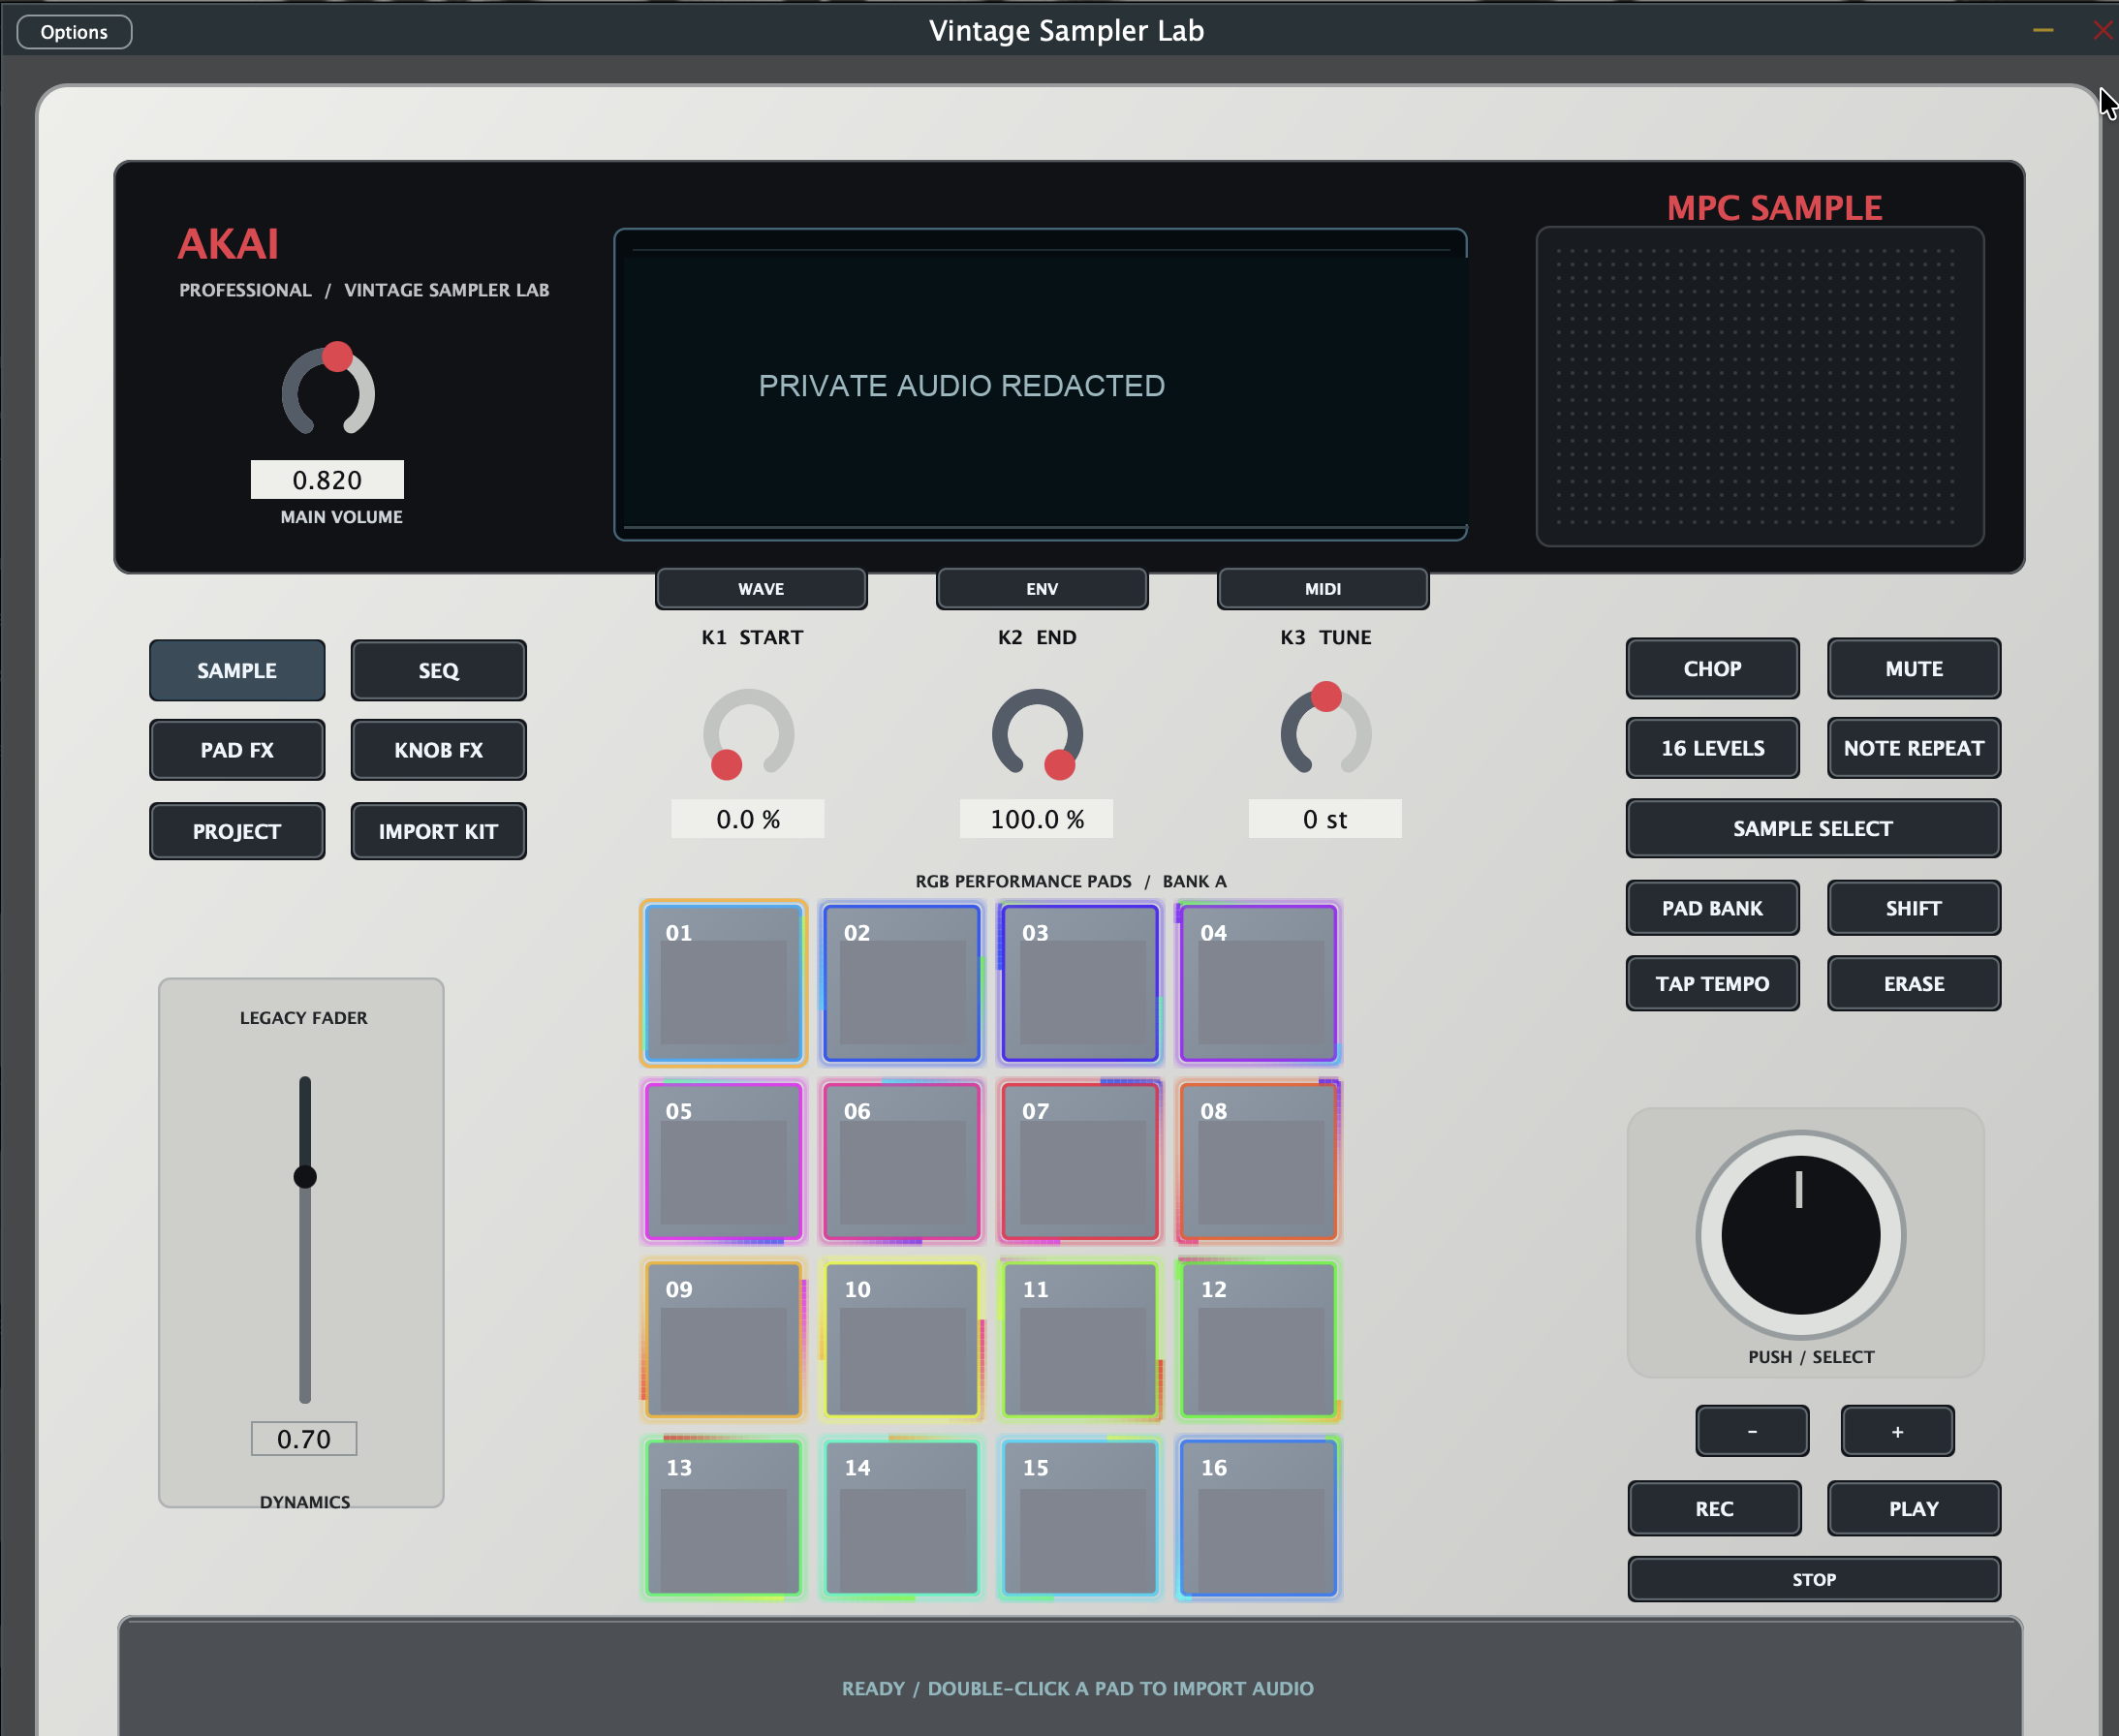 Options
Vintage Sampler Lab
MPC SAMPLE
AKAI
PROFESSIONAL / VINTAGE SAMPLER LAB
PRIVATE AUDIO REDACTED
0.820
MAIN VOLUME
WAVE
ENV
MIDI
K1 START
K2 END
K3 TUNE
SAMPLE
SEQ
CHOP
MUTE
PAD FX
KNOB FX
16 LEVELS
NOTE REPEAT
0.0 %
100.0 %
0 st
PROJECT
IMPORT KIT
SAMPLE SELECT
RGB PERFORMANCE PADS / BANK A
PAD BANK
SHIFT
01
02
03
04
TAP TEMPO
ERASE
LEGACY FADER
05
06
07
08
09
10
11
12
PUSH / SELECT
-
+
0.70
13
14
15
16
DYNAMICS
REC
PLAY
STOP
READY / DOUBLE-CLICK A PAD TO IMPORT AUDIO